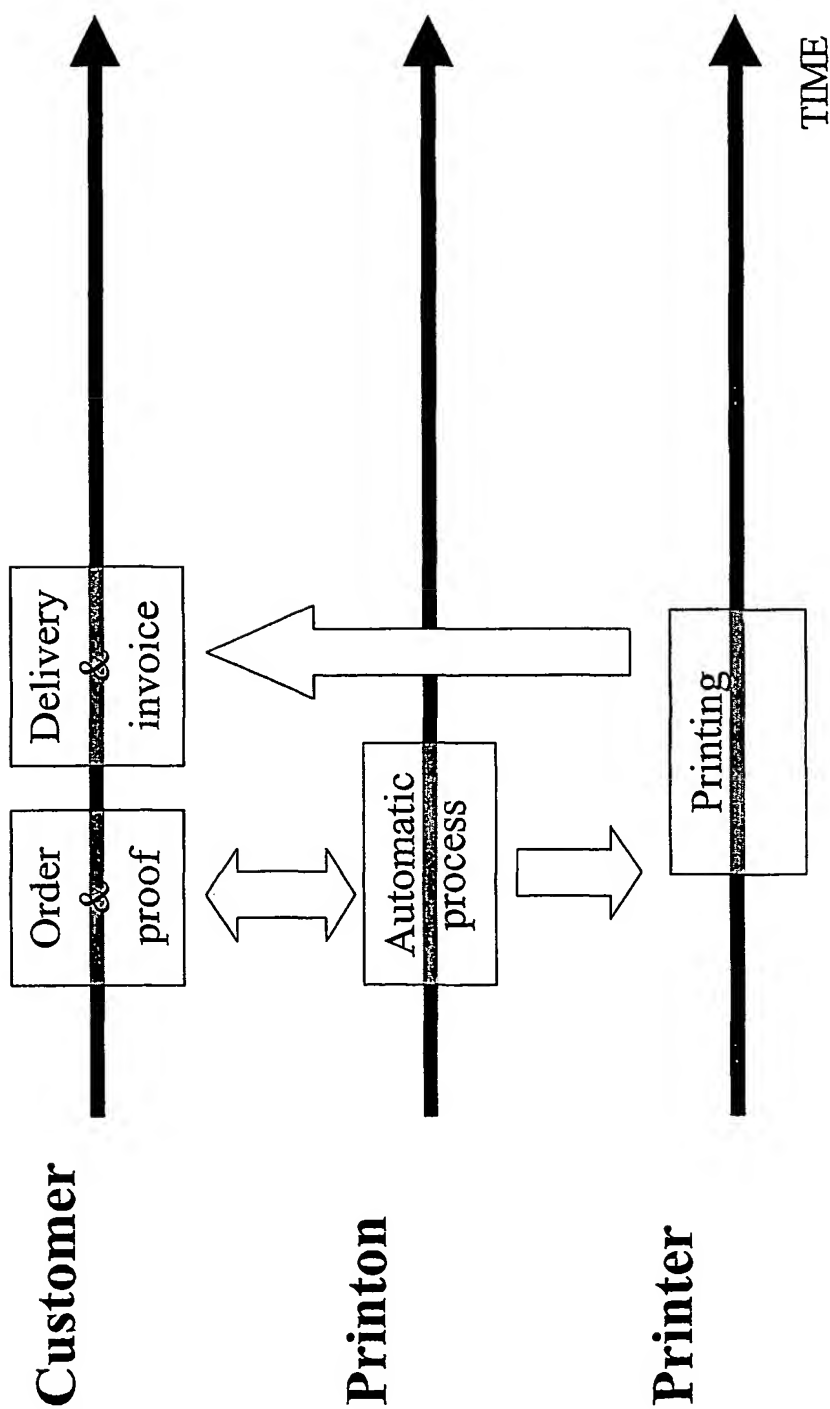 Customer
Order
&
proof
Delivery
&
invoice
Printon
Automatic
process
Printer
Printing
TIME